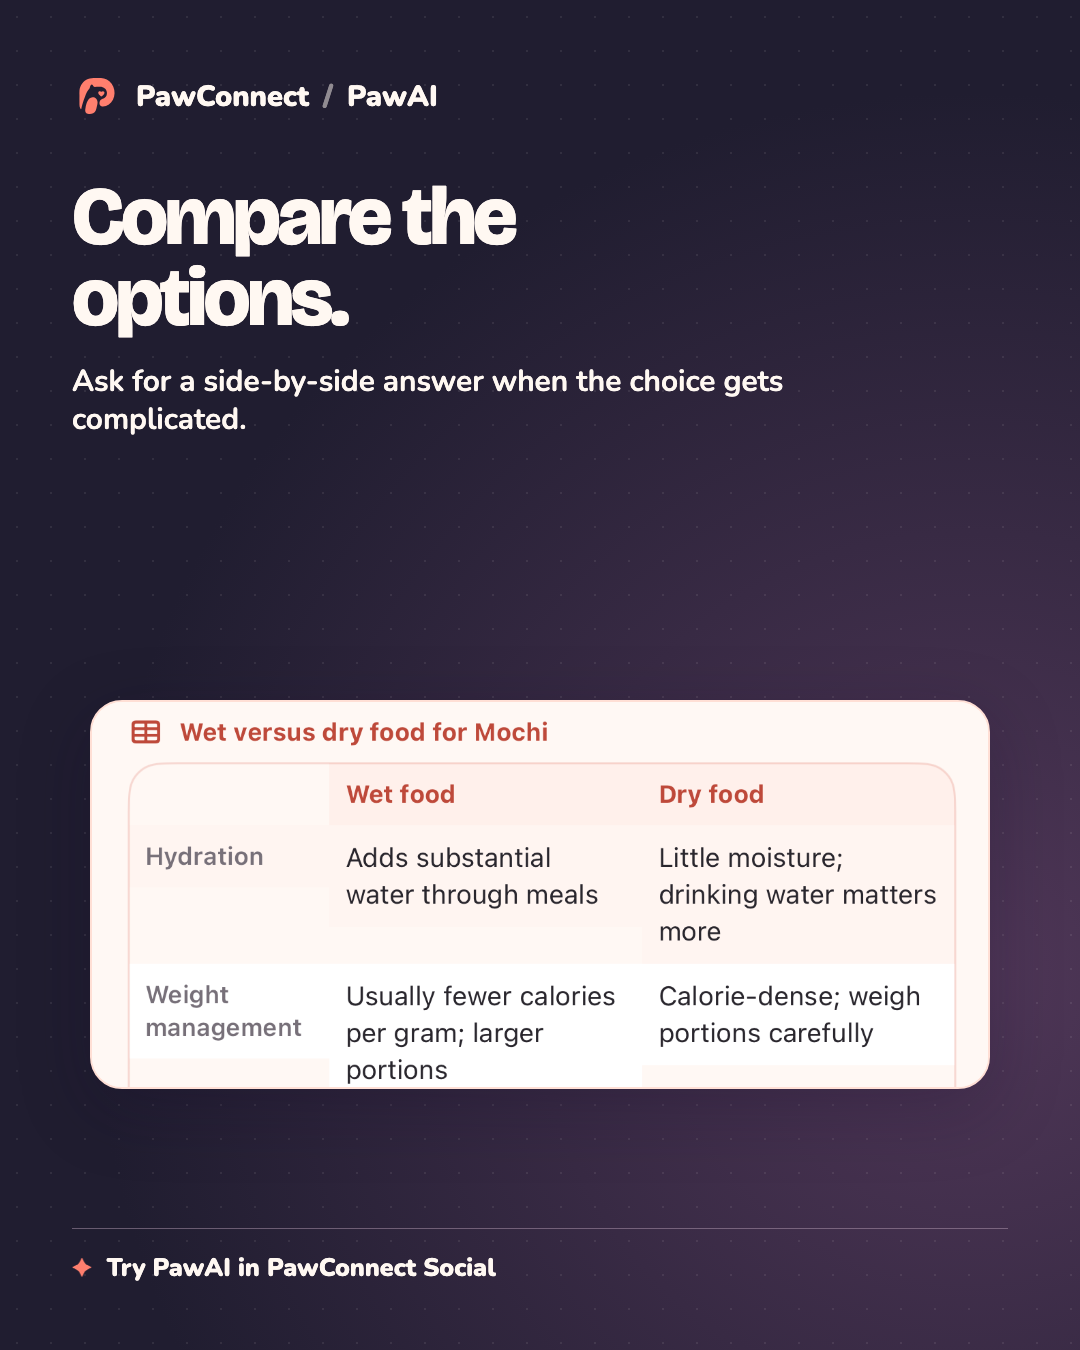 PawConnect / PawAI
Compare the
options.
Ask for a side-by-side answer when the choice gets
complicated.
Wet versus dry food for Mochi
Wet food
Dry food
Hydration
Adds substantial
water through meals
Little moisture;
drinking water matters
more
Weight
management
Usually fewer calories
per gram; larger
portions
Calorie-dense; weigh
portions carefully
Try PawAI in PawConnect Social